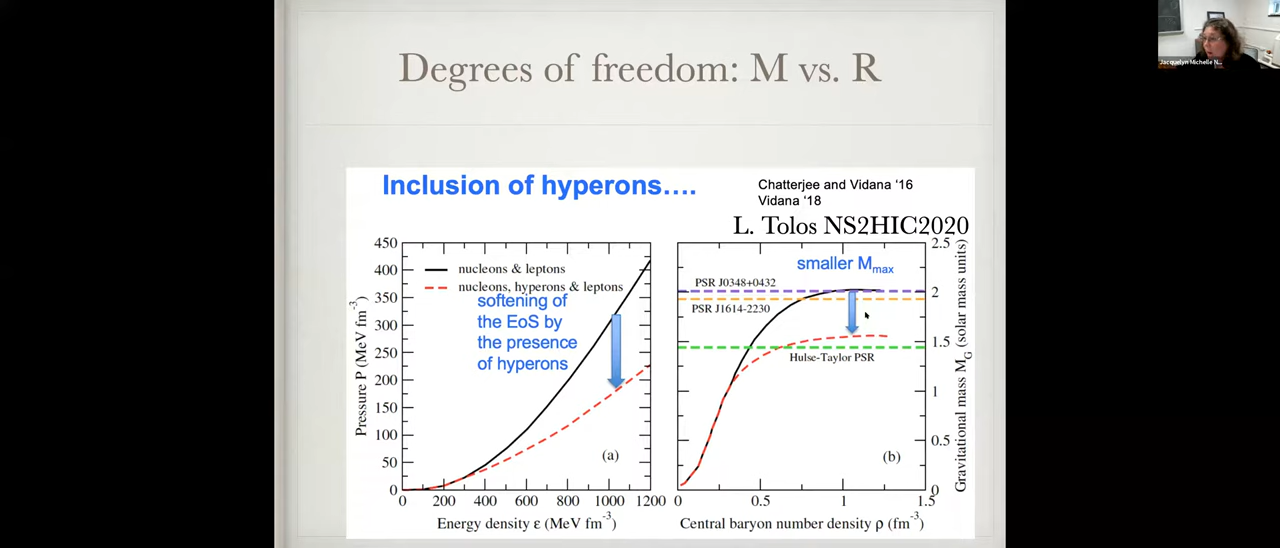 Degrees of freedom: M vs. R
Jacquelyn Michelle N...
Inclusion of hyperons....
Chatterjee and Vidana '16
Vidana '18
L. Tolos NS2HIC2020
450
400
350
300
250
200
150
100
50
0
Pressure P (MeV fm⁻³)
nucleons & leptons
nucleons, hyperons & leptons
softening of
the EoS by
the presence
of hyperons
(a)
0 200 400 600 800 1000 1200
Energy density ε (MeV fm⁻³)
smaller Mmax
PSR J0348+0432
PSR J1614-2230
Hulse-Taylor PSR
(b)
2.5
2
1.5
1
0.5
0
Gravitational mass M_G (solar mass units)
0 0.5 1 1.5
Central baryon number density ρ (fm⁻³)